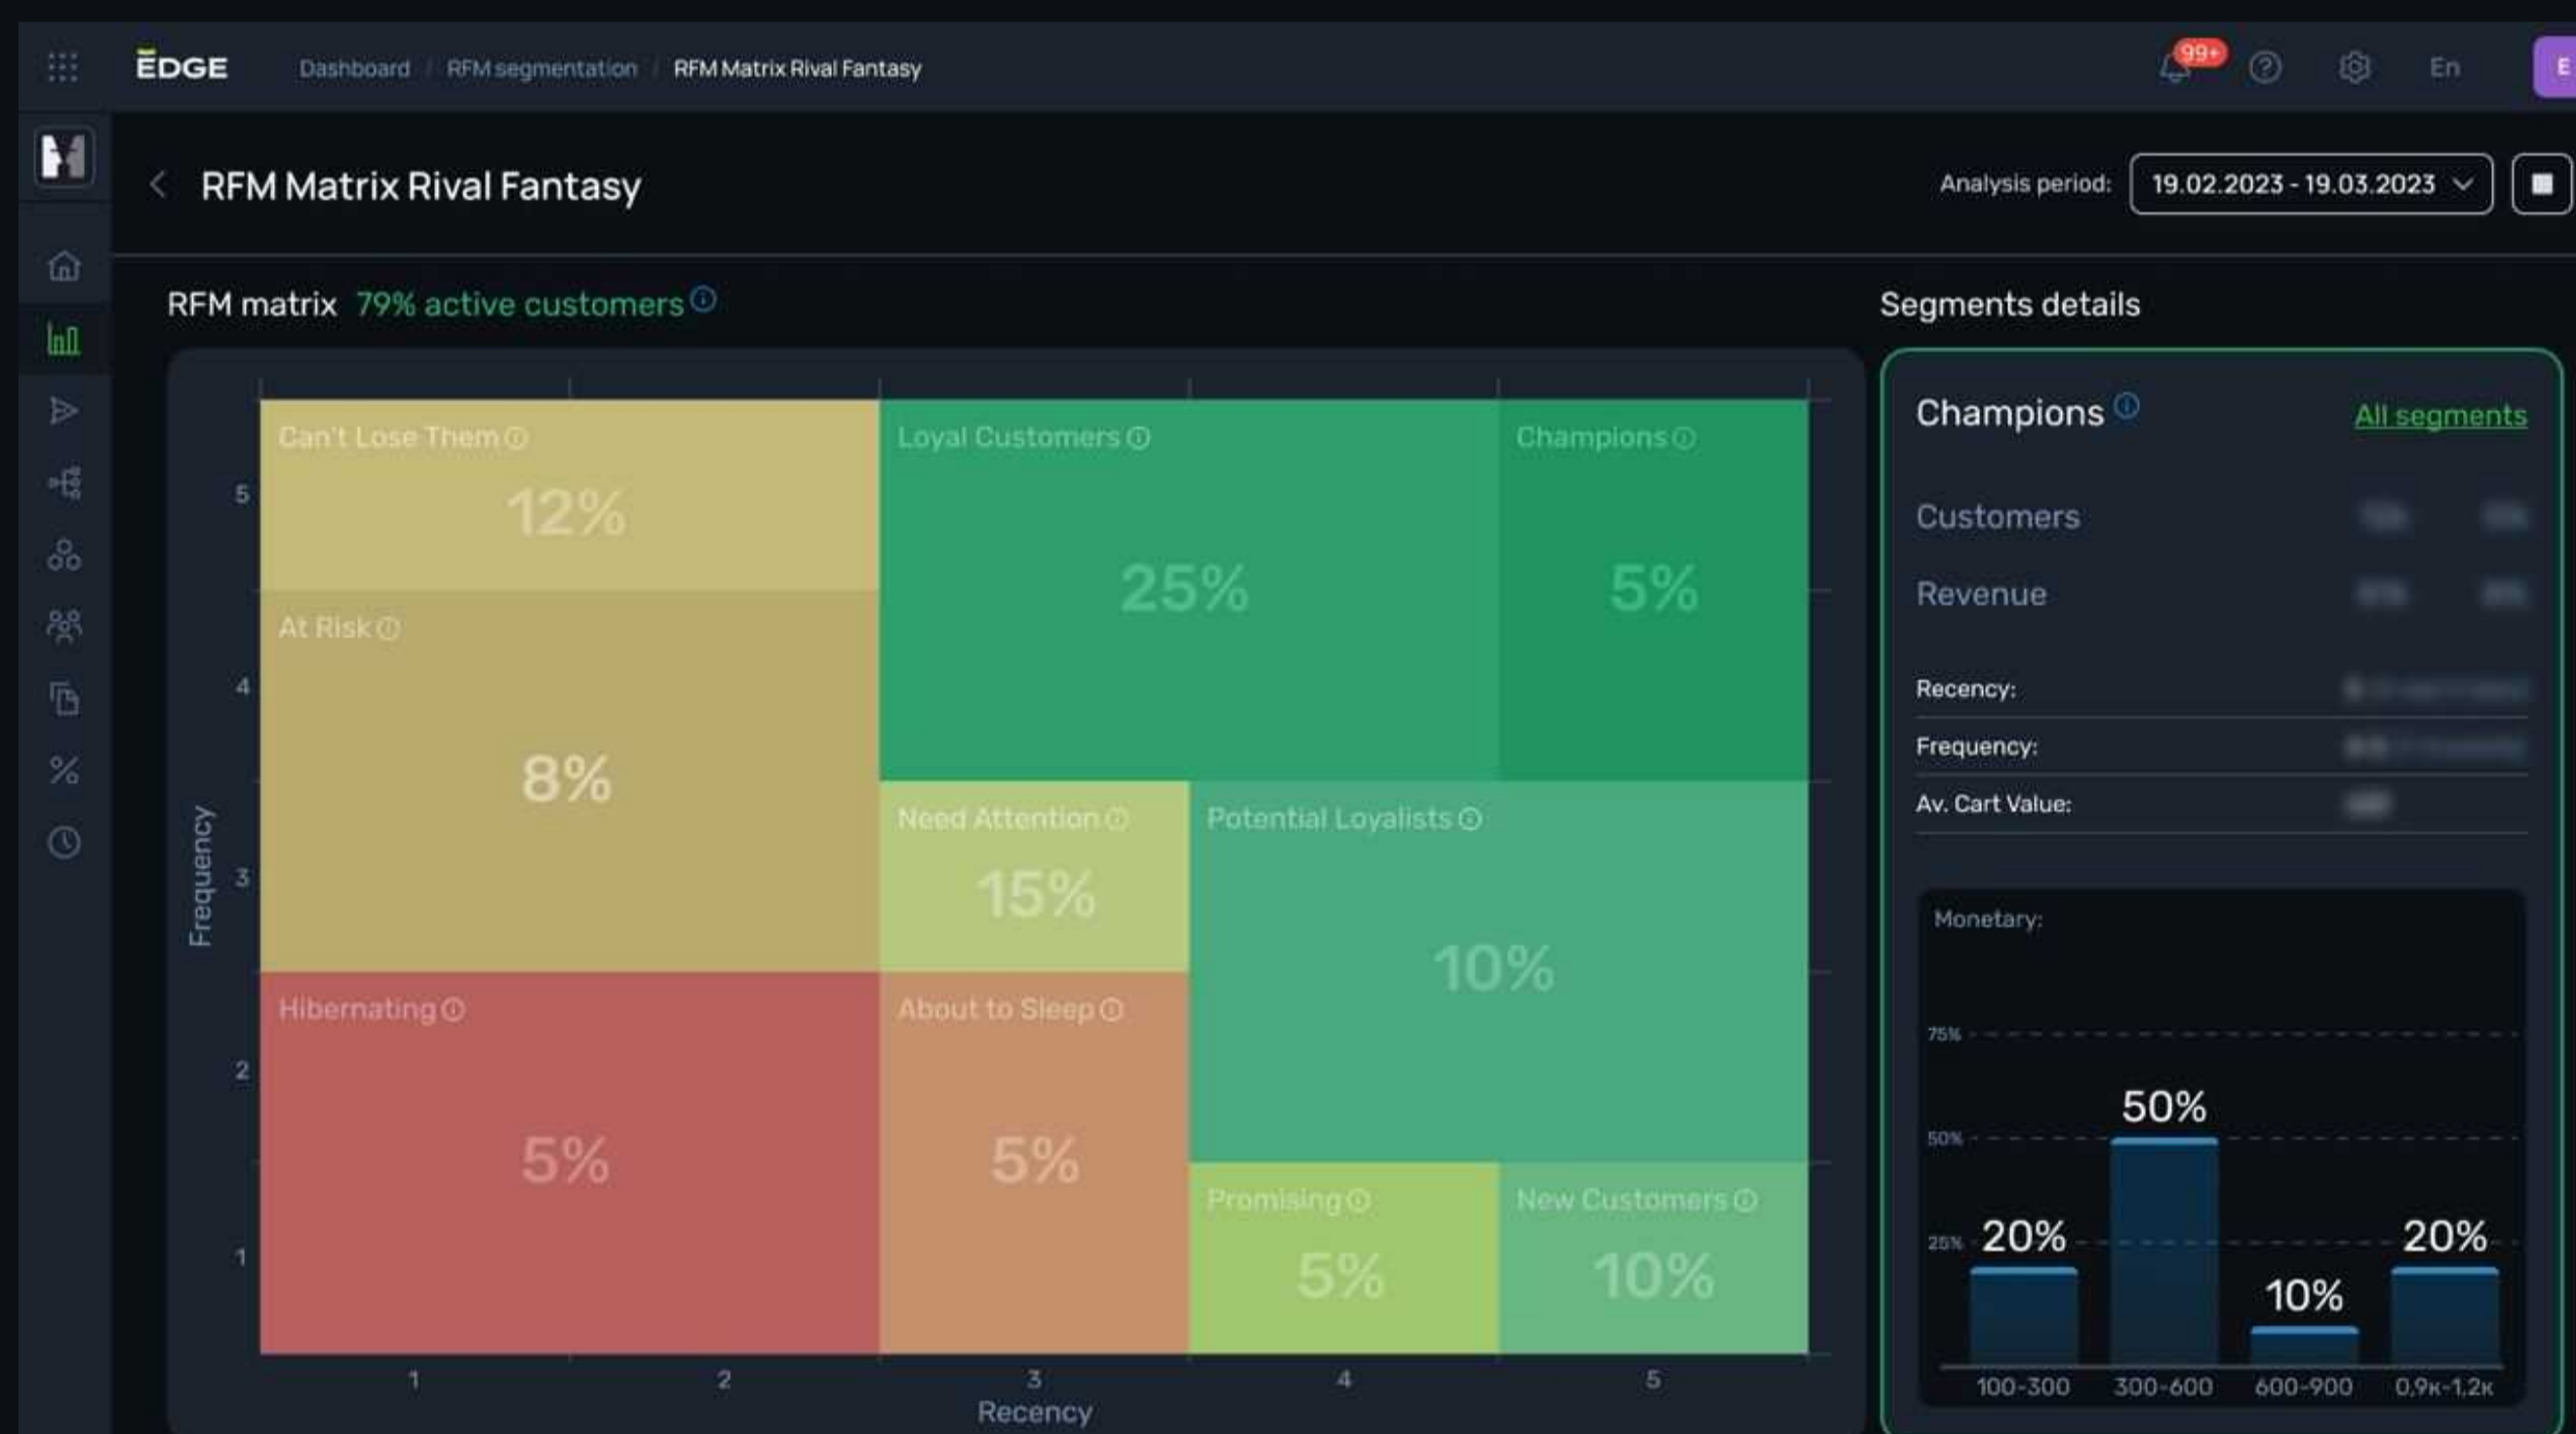 EDGE
Dashboard / RFM segmentation / RFM Matrix Rival Fantasy
99+
En
E
RFM Matrix Rival Fantasy
Analysis period: 19.02.2023 - 19.03.2023
RFM matrix 79% active customers
Segments details
Can't Lose Them
12%
Loyal Customers
25%
Champions
5%
At Risk
8%
Need Attention
15%
Potential Loyalists
10%
Hibernating
5%
About to Sleep
5%
Promising
5%
New Customers
10%
Frequency
5
4
3
2
1
1 2 3 4 5
Recency
Champions
All segments
Customers
Revenue
Recency:
Frequency:
Av. Cart Value:
Monetary:
75%
50%
25%
20%
50%
10%
20%
100-300 300-600 600-900 0,9к-1,2к